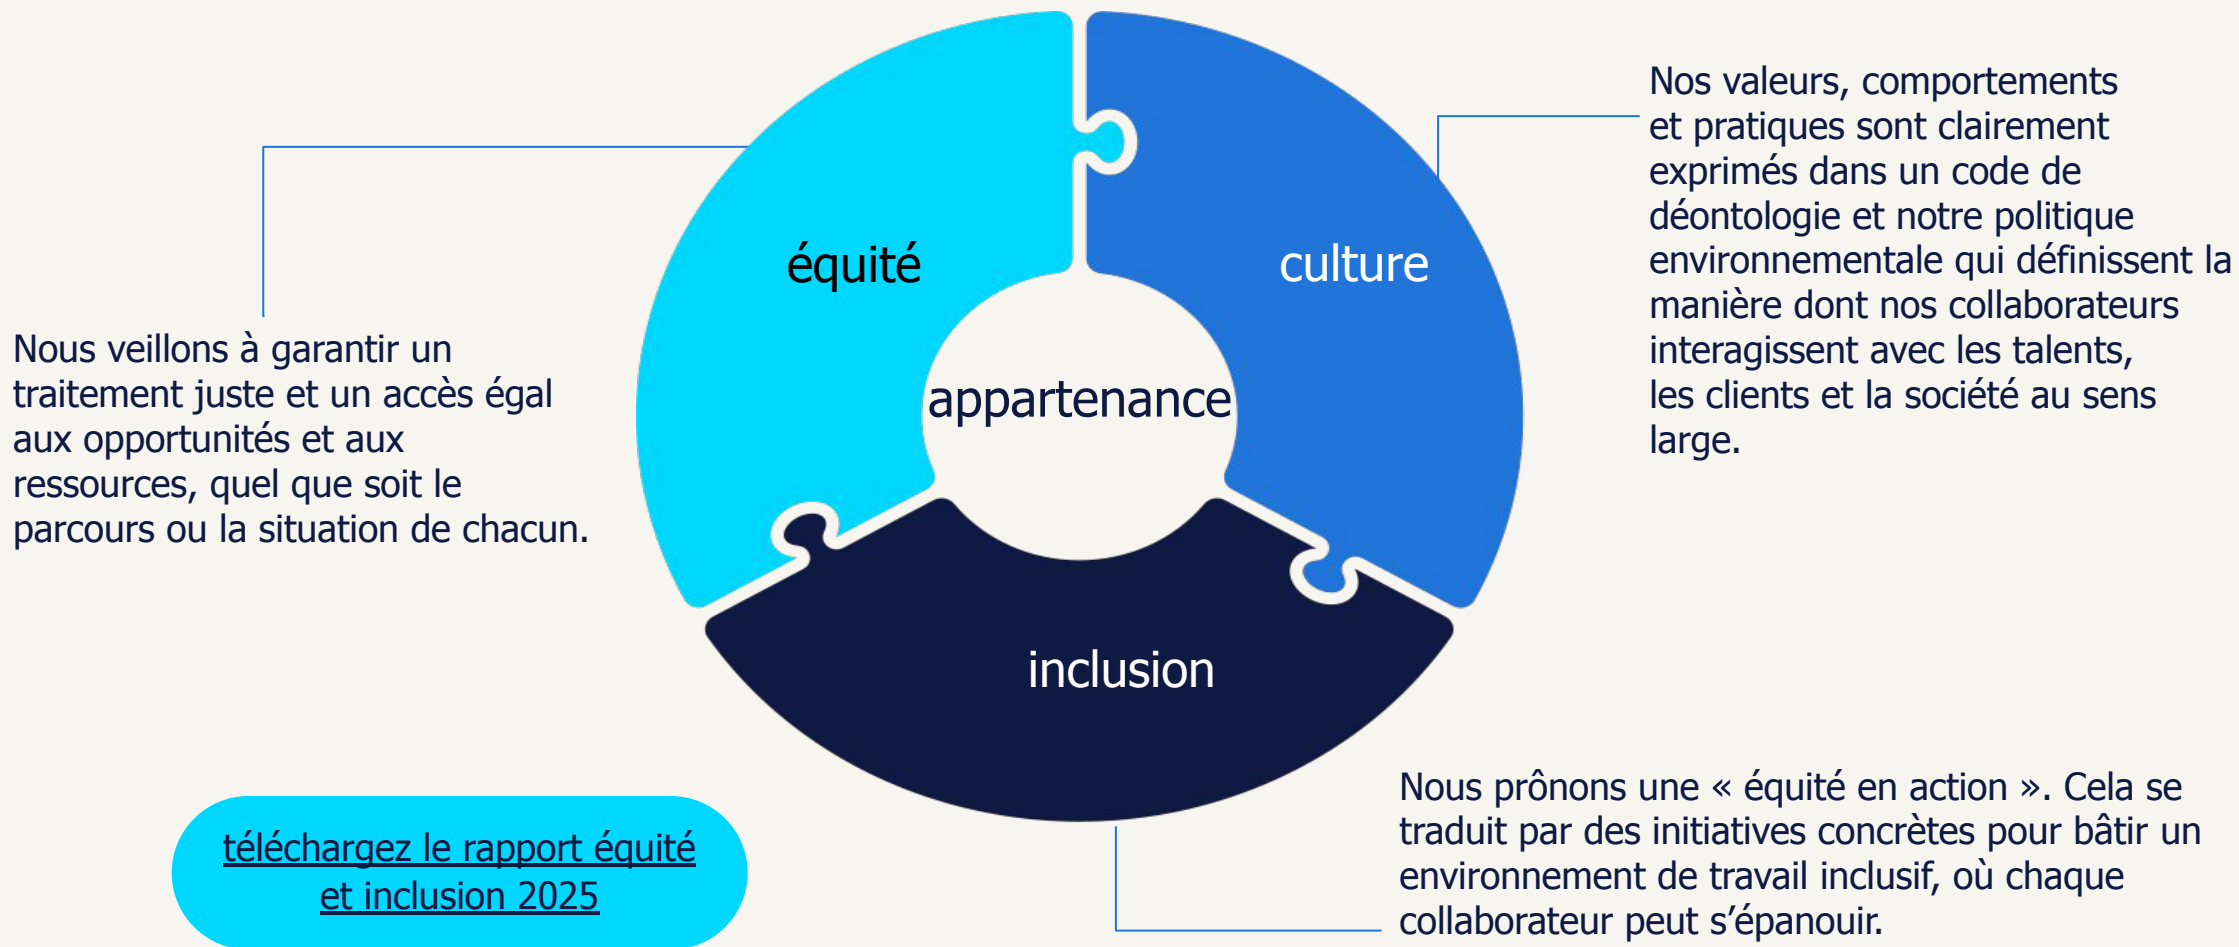 Nos valeurs, comportements
et pratiques sont clairement
exprimés dans un code de
déontologie et notre politique
environnementale qui définissent la
manière dont nos collaborateurs
interagissent avec les talents,
les clients et la société au sens
large.
équité
culture
appartenance
inclusion
Nous veillons à garantir un
traitement juste et un accès égal
aux opportunités et aux
ressources, quel que soit le
parcours ou la situation de chacun.
Nous prônons une « équité en action ». Cela se
traduit par des initiatives concrètes pour bâtir un
environnement de travail inclusif, où chaque
collaborateur peut s’épanouir.
téléchargez le rapport équité
et inclusion 2025